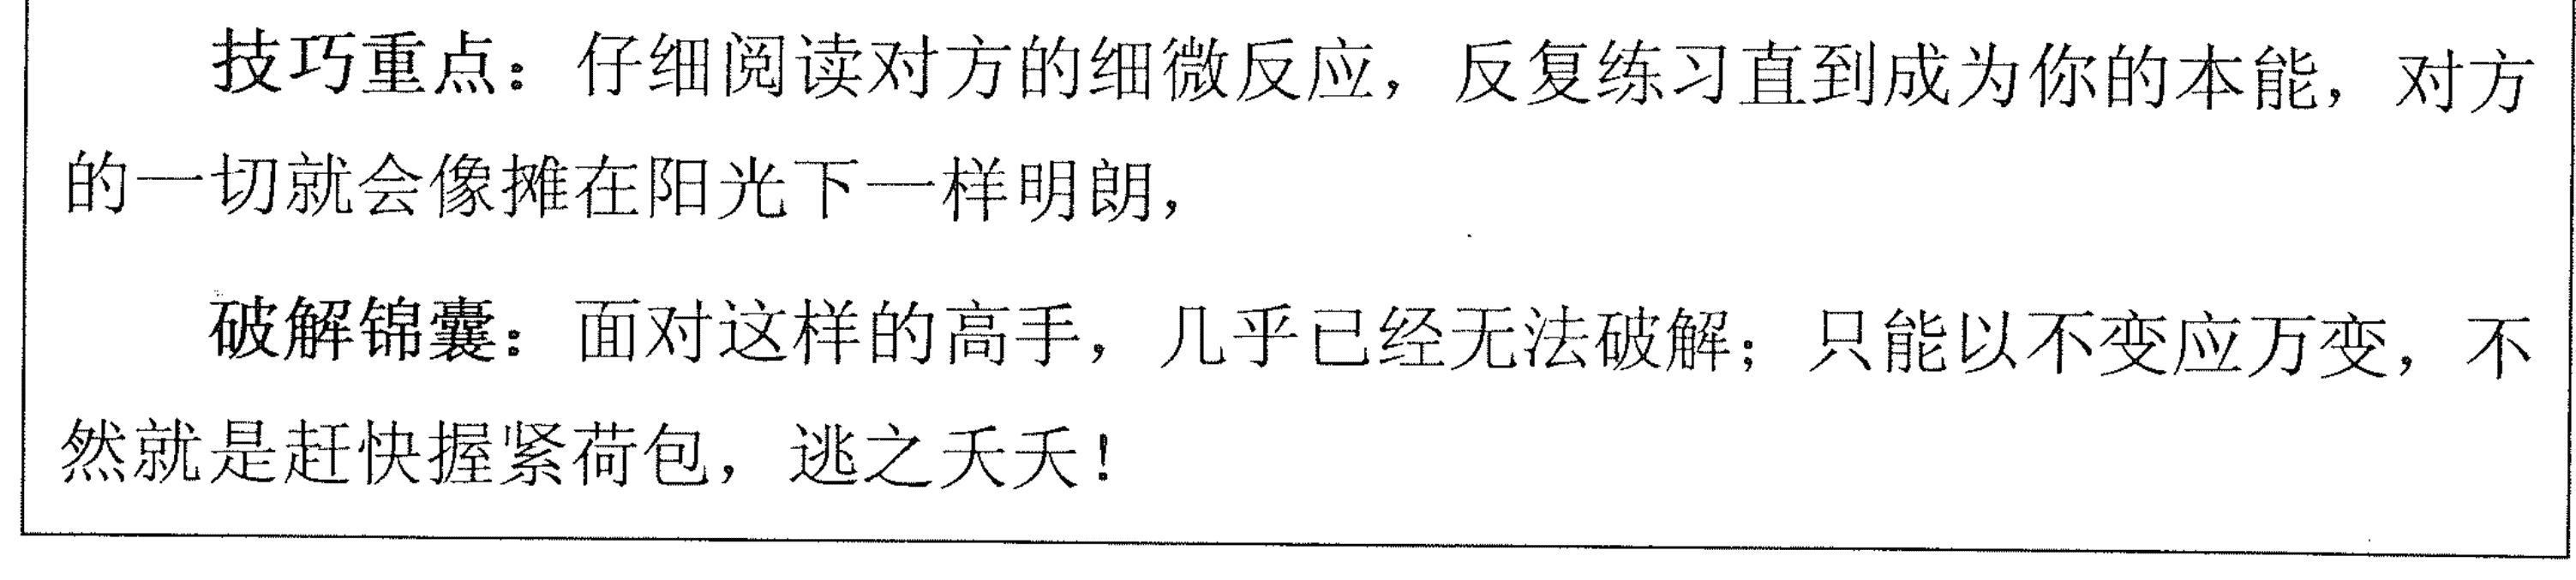 技巧重点：仔细阅读对方的细微反应，反复练习直到成为你的本能，对方
的一切就会像摊在阳光下一样明朗，
破解锦囊：面对这样的高手，几乎已经无法破解；只能以不变应万变，不
然就是赶快握紧荷包，逃之夭夭！